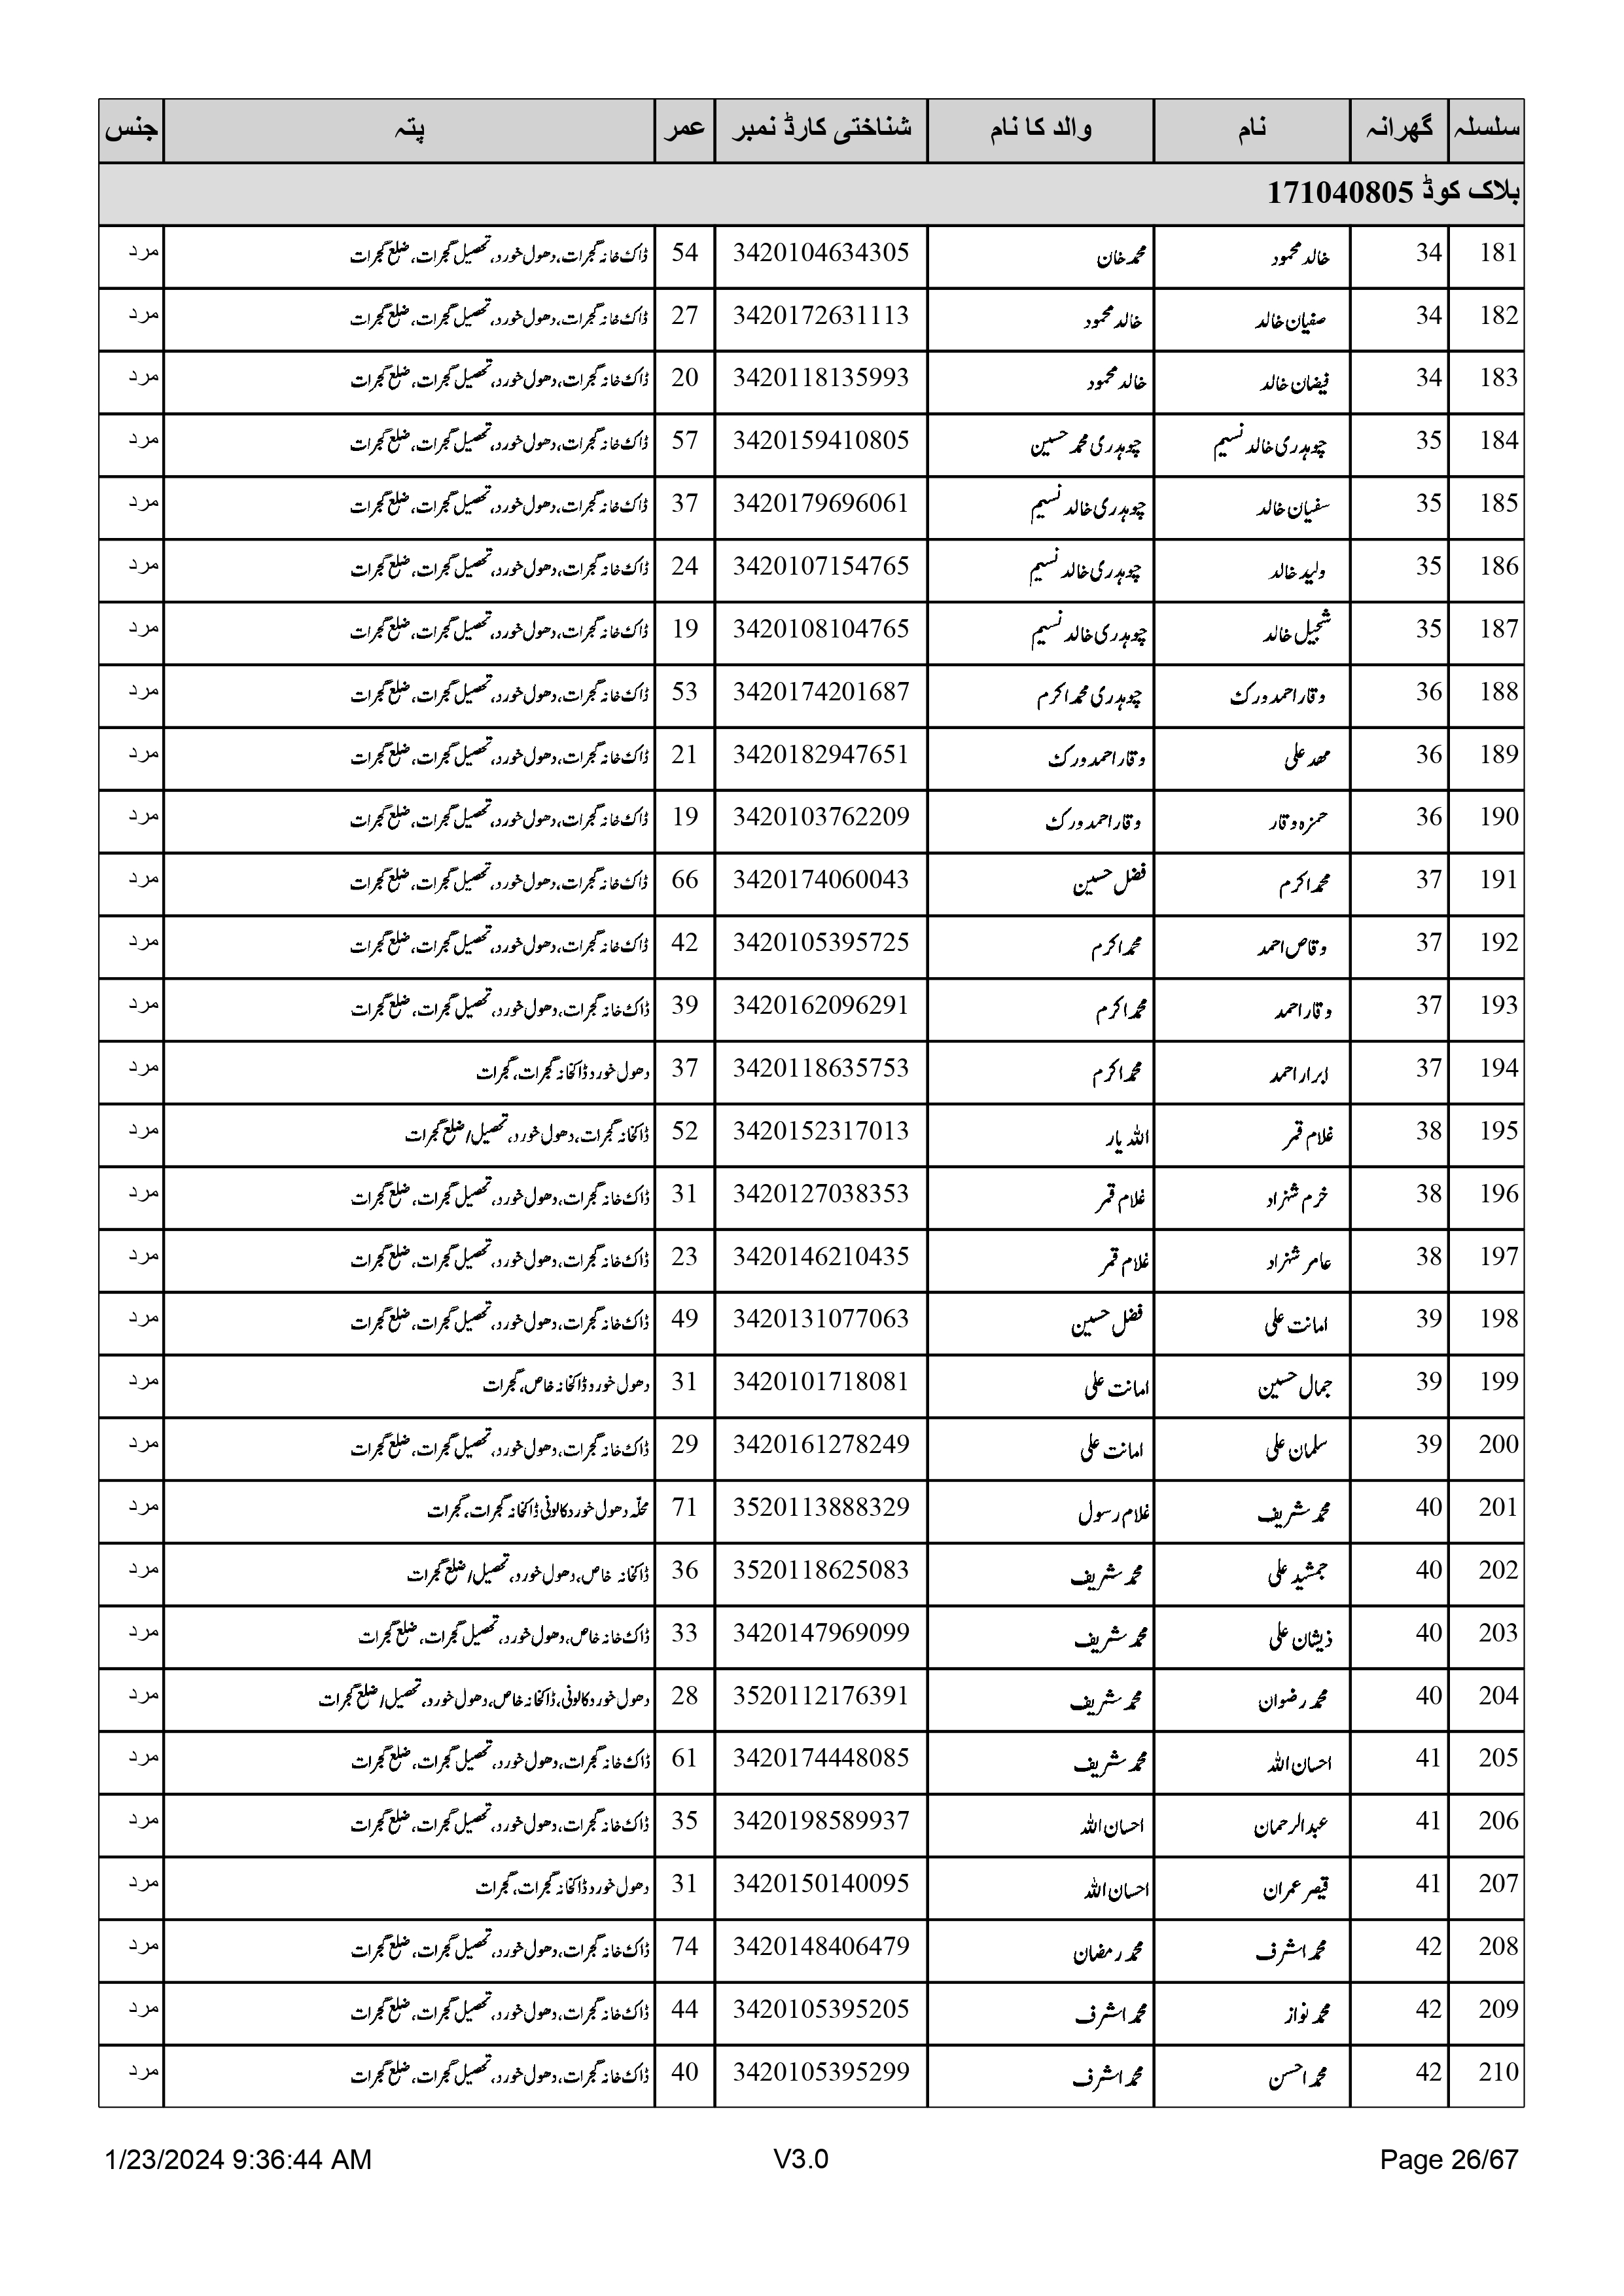 سلسلہ گھرانہ نام والد کا نام شناختی کارڈ نمبر عمر پتہ جنس
بلاک کوڈ 171040805
181 34 خالد محمود محمد خان 3420104634305 54 ڈاک خانہ گجرات، دھول خورد، تحصیل گجرات، ضلع گجرات مرد
182 34 صفیان خالد خالد محمود 3420172631113 27 ڈاک خانہ گجرات، دھول خورد، تحصیل گجرات، ضلع گجرات مرد
183 34 فیضان خالد خالد محمود 3420118135993 20 ڈاک خانہ گجرات، دھول خورد، تحصیل گجرات، ضلع گجرات مرد
184 35 چوہدری خالد نسیم چوہدری محمد حسین 3420159410805 57 ڈاک خانہ گجرات، دھول خورد، تحصیل گجرات، ضلع گجرات مرد
185 35 سفیان خالد چوہدری خالد نسیم 3420179696061 37 ڈاک خانہ گجرات، دھول خورد، تحصیل گجرات، ضلع گجرات مرد
186 35 ولید خالد چوہدری خالد نسیم 3420107154765 24 ڈاک خانہ گجرات، دھول خورد، تحصیل گجرات، ضلع گجرات مرد
187 35 شجیل خالد چوہدری خالد نسیم 3420108104765 19 ڈاک خانہ گجرات، دھول خورد، تحصیل گجرات، ضلع گجرات مرد
188 36 وقار احمد ورک چوہدری محمد اکرم 3420174201687 53 ڈاک خانہ گجرات، دھول خورد، تحصیل گجرات، ضلع گجرات مرد
189 36 علی وقار احمد ورک 3420182947651 21 ڈاک خانہ گجرات، دھول خورد، تحصیل گجرات، ضلع گجرات مرد
190 36 حمزہ وقار وقار احمد ورک 3420103762209 19 ڈاک خانہ گجرات، دھول خورد، تحصیل گجرات، ضلع گجرات مرد
191 37 محمد اکرم فضل حسین 3420174060043 66 ڈاک خانہ گجرات، دھول خورد، تحصیل گجرات، ضلع گجرات مرد
192 37 وقاص احمد محمد اکرم 3420105395725 42 ڈاک خانہ گجرات، دھول خورد، تحصیل گجرات، ضلع گجرات مرد
193 37 وقار احمد محمد اکرم 3420162096291 39 ڈاک خانہ گجرات، دھول خورد، تحصیل گجرات، ضلع گجرات مرد
194 37 ابرار احمد محمد اکرم 3420118635753 37 دھول خورد ڈاکخانہ گجرات، گجرات مرد
195 38 غلام قمر اللہ یار 3420152317013 52 ڈاکخانہ گجرات، دھول خورد، تحصیل/ ضلع گجرات مرد
196 38 خرم شہزاد غلام قمر 3420127038353 31 ڈاک خانہ گجرات، دھول خورد، تحصیل گجرات، ضلع گجرات مرد
197 38 عامر شہزاد غلام قمر 3420146210435 23 ڈاک خانہ گجرات، دھول خورد، تحصیل گجرات، ضلع گجرات مرد
198 39 امانت علی فضل حسین 3420131077063 49 ڈاک خانہ گجرات، دھول خورد، تحصیل گجرات، ضلع گجرات مرد
199 39 جمال حسین امانت علی 3420101718081 31 دھول خورد ڈاکخانہ خاص، گجرات مرد
200 39 سلمان علی امانت علی 3420161278249 29 ڈاک خانہ گجرات، دھول خورد، تحصیل گجرات، ضلع گجرات مرد
201 40 محمد شریف غلام رسول 3520113888329 71 محلّہ دھول خورد کالونی ڈاکخانہ گجرات، گجرات مرد
202 40 جمشید علی محمد شریف 3520118625083 36 ڈاکخانہ خاص، دھول خورد، تحصیل/ ضلع گجرات مرد
203 40 ذیشان علی محمد شریف 3420147969099 33 ڈاک خانہ خاص، دھول خورد، تحصیل گجرات، ضلع گجرات مرد
204 40 محمد رضوان محمد شریف 3520112176391 28 دھول خورد کالونی، ڈاکخانہ خاص، دھول خورد، تحصیل/ ضلع گجرات مرد
205 41 احسان اللہ محمد شریف 3420174448085 61 ڈاک خانہ گجرات، دھول خورد، تحصیل گجرات، ضلع گجرات مرد
206 41 عبدالرحمان احسان اللہ 3420198589937 35 ڈاک خانہ گجرات، دھول خورد، تحصیل گجرات، ضلع گجرات مرد
207 41 قیصر عمران احسان اللہ 3420150140095 31 دھول خورد ڈاکخانہ گجرات، گجرات مرد
208 42 محمد اشرف محمد رمضان 3420148406479 74 ڈاک خانہ گجرات، دھول خورد، تحصیل گجرات، ضلع گجرات مرد
209 42 محمد نواز محمد اشرف 3420105395205 44 ڈاک خانہ گجرات، دھول خورد، تحصیل گجرات، ضلع گجرات مرد
210 42 محمد احسن محمد اشرف 3420105395299 40 ڈاک خانہ گجرات، دھول خورد، تحصیل گجرات، ضلع گجرات مرد
1/23/2024 9:36:44 AM V3.0 Page 26/67